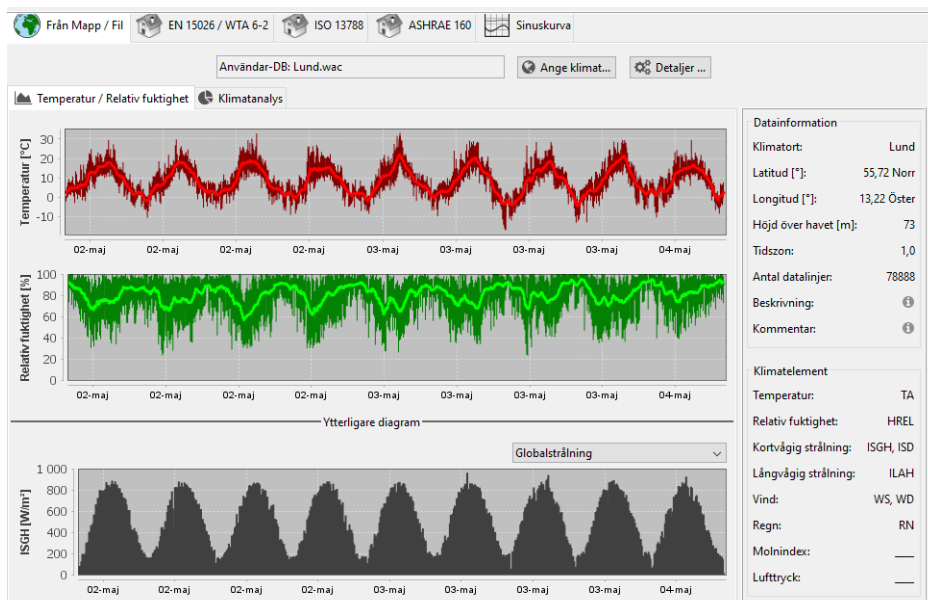 Från Mapp / Fil EN 15026 / WTA 6-2 ISO 13788 ASHRAE 160 Sinuskurva
Användar-DB: Lund.wac Ange klimat... Detaljer ...
Temperatur / Relativ fuktighet Klimatanalys
Temperatur [°C]
30
20
10
0
-10
02-maj 02-maj 02-maj 02-maj 03-maj 03-maj 03-maj 03-maj 04-maj
Relativ fuktighet [%]
100
80
60
40
20
0
02-maj 02-maj 02-maj 02-maj 03-maj 03-maj 03-maj 03-maj 04-maj
Ytterligare diagram
Globalstrålning
ISGH [W/m²]
1 000
800
600
400
200
0
02-maj 02-maj 02-maj 02-maj 03-maj 03-maj 03-maj 03-maj 04-maj
Datainformation
Klimatort: Lund
Latitud [°]: 55,72 Norr
Longitud [°]: 13,22 Öster
Höjd över havet [m]: 73
Tidszon: 1,0
Antal datalinjer: 78888
Beskrivning:
Kommentar:
Klimatelement
Temperatur: TA
Relativ fuktighet: HREL
Kortvågig strålning: ISGH, ISD
Långvågig strålning: ILAH
Vind: WS, WD
Regn: RN
Molnindex: ___
Lufttryck: ___